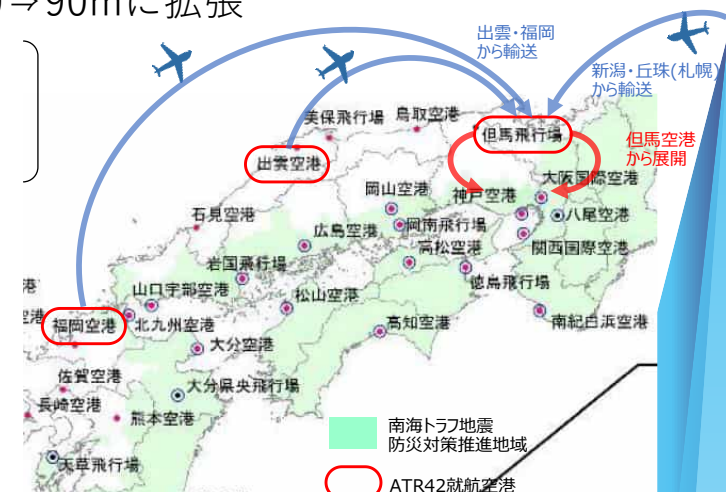 ⇒90mに拡張
出雲・福岡
から輸送
新潟・丘珠(札幌)
から輸送
美保飛行場
鳥取空港
但馬飛行場
但馬空港
から展開
出雲空港
大阪国際空港
岡山空港
神戸空港
石見空港
広島空港
岡南飛行場
八尾空港
高松空港
関西国際空港
岩国飛行場
徳島飛行場
山口宇部空港
松山空港
福岡空港
北九州空港
高知空港
南紀白浜空港
大分空港
佐賀空港
大分県央飛行場
長崎空港
熊本空港
天草飛行場
南海トラフ地震
防災対策推進地域
ATR42就航空港